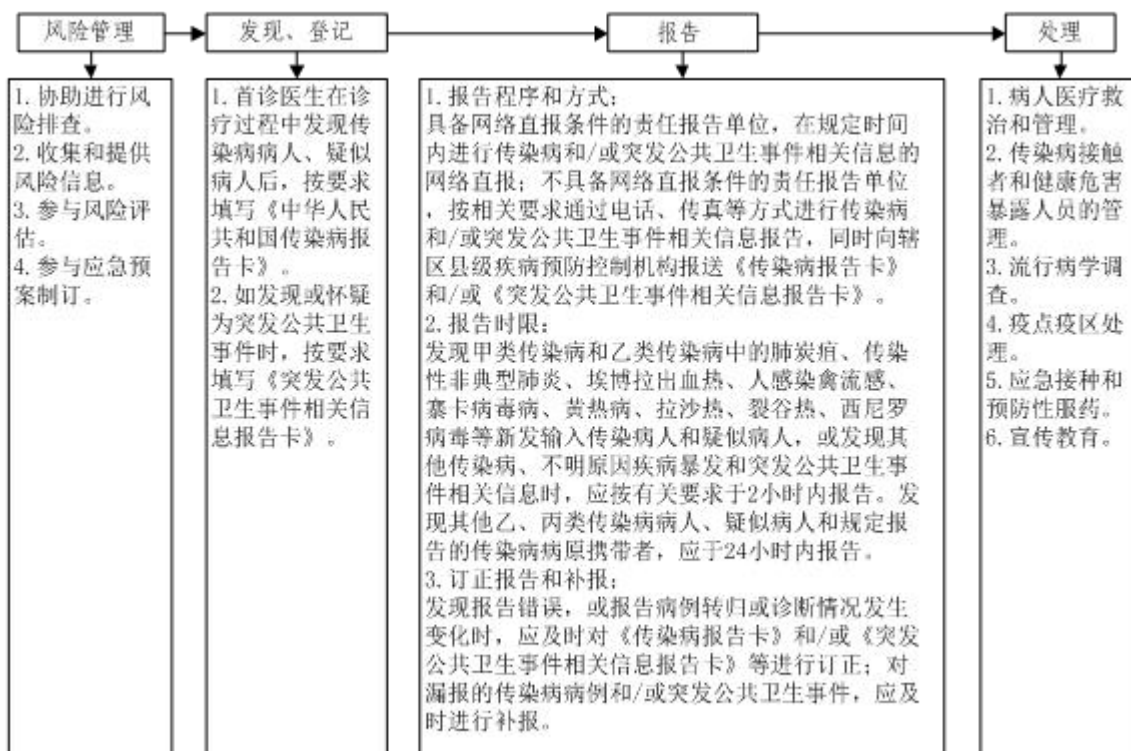 风险管理
发现、登记
报告
处理
1.协助进行风
险排查。
2.收集和提供
风险信息。
3.参与风险评
估。
4.参与应急预
案制订。
1.首诊医生在诊
疗过程中发现传
染病病人、疑似
病人后，按要求
填写《中华人民
共和国传染病报
告卡》。
2.如发现或怀疑
为突发公共卫生
事件时，按要求
填写《突发公共
卫生事件相关信
息报告卡》。
1.报告程序和方式：
具备网络直报条件的责任报告单位，在规定时间
内进行传染病和/或突发公共卫生事件相关信息的
网络直报；不具备网络直报条件的责任报告单位
，按相关要求通过电话、传真等方式进行传染病
和/或突发公共卫生事件相关信息报告，同时向辖
区县级疾病预防控制机构报送《传染病报告卡》
和/或《突发公共卫生事件相关信息报告卡》。
2.报告时限：
发现甲类传染病和乙类传染病中的肺炭疽、传染
性非典型肺炎、埃博拉出血热、人感染禽流感、
寨卡病毒病、黄热病、拉沙热、裂谷热、西尼罗
病毒等新发输入传染病人和疑似病人，或发现其
他传染病、不明原因疾病暴发和突发公共卫生事
件相关信息时，应按有关要求于2小时内报告。发
现其他乙、丙类传染病病人、疑似病人和规定报
告的传染病病原携带者，应于24小时内报告。
3.订正报告和补报：
发现报告错误，或报告病例转归或诊断情况发生
变化时，应及时对《传染病报告卡》和/或《突发
公共卫生事件相关信息报告卡》等进行订正；对
漏报的传染病病例和/或突发公共卫生事件，应及
时进行补报。
1.病人医疗救
治和管理。
2.传染病接触
者和健康危害
暴露人员的管
理。
3.流行病学调
查。
4.疫点疫区处
理。
5.应急接种和
预防性服药。
6.宣传教育。